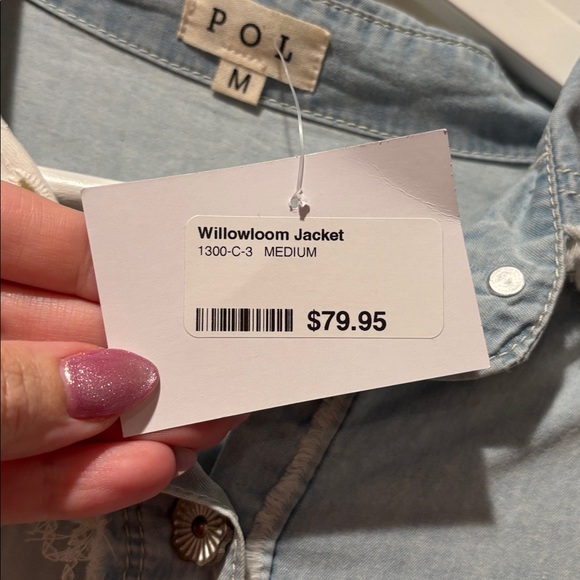 POL
M
Willowloom Jacket
1300-C-3 MEDIUM
$79.95